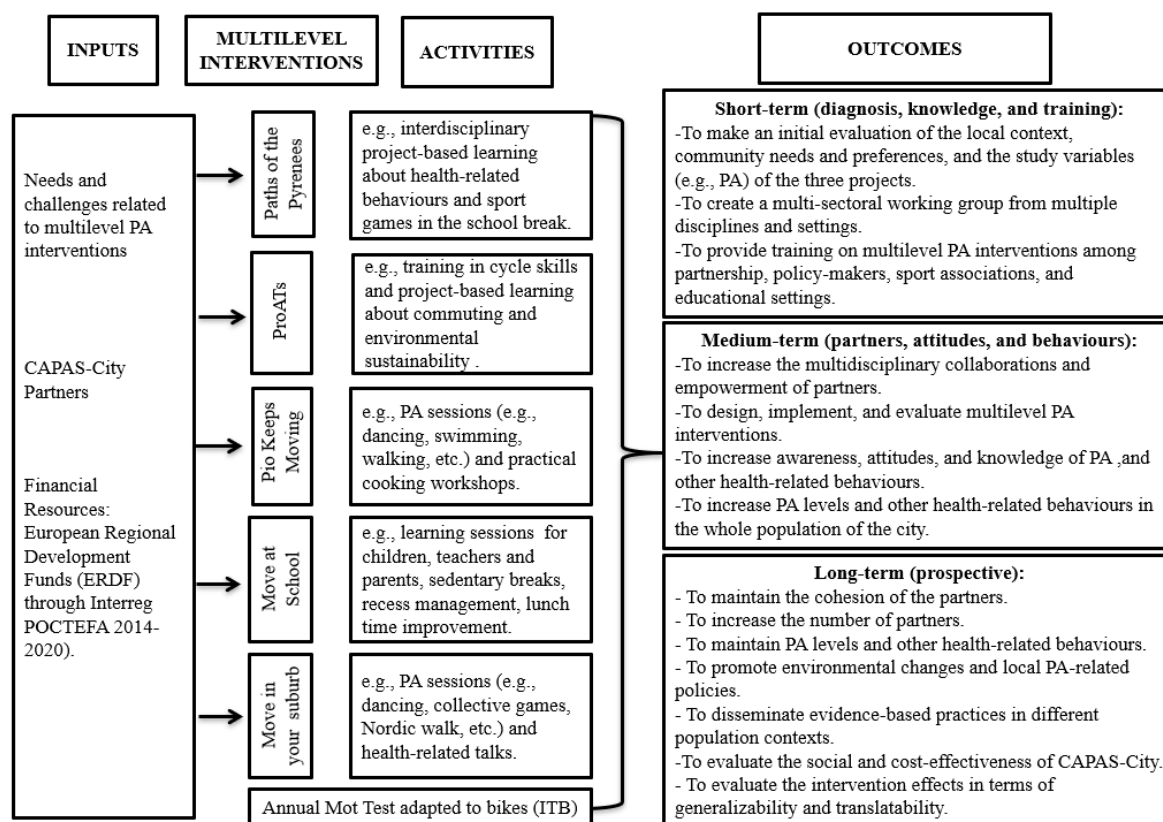 INPUTS
MULTILEVEL
INTERVENTIONS
ACTIVITIES
OUTCOMES
Needs and
challenges related
to multilevel PA
interventions
CAPAS-City
Partners
Financial
Resources:
European Regional
Development
Funds (ERDF)
through Interreg
POCTEFA 2014-
2020).
Paths of the
Pyrenees
e.g., interdisciplinary
project-based learning
about health-related
behaviours and sport
games in the school break.
ProATs
e.g., training in cycle skills
and project-based learning
about commuting and
environmental
sustainability .
Pio Keeps
Moving
e.g., PA sessions (e.g.,
dancing, swimming,
walking, etc.) and practical
cooking workshops.
Move at
School
e.g., learning sessions for
children, teachers and
parents, sedentary breaks,
recess management, lunch
time improvement.
Move in
your suburb
e.g., PA sessions (e.g.,
dancing, collective games,
Nordic walk, etc.) and
health-related talks.
Annual Mot Test adapted to bikes (ITB)
Short-term (diagnosis, knowledge, and training):
-To make an initial evaluation of the local context,
community needs and preferences, and the study variables
(e.g., PA) of the three projects.
-To create a multi-sectoral working group from multiple
disciplines and settings.
-To provide training on multilevel PA interventions among
partnership, policy-makers, sport associations, and
educational settings.
Medium-term (partners, attitudes, and behaviours):
-To increase the multidisciplinary collaborations and
empowerment of partners.
-To design, implement, and evaluate multilevel PA
interventions.
-To increase awareness, attitudes, and knowledge of PA ,and
other health-related behaviours.
-To increase PA levels and other health-related behaviours in
the whole population of the city.
Long-term (prospective):
- To maintain the cohesion of the partners.
- To increase the number of partners.
- To maintain PA levels and other health-related behaviours.
- To promote environmental changes and local PA-related
policies.
- To disseminate evidence-based practices in different
population contexts.
-To evaluate the social and cost-effectiveness of CAPAS-City.
- To evaluate the intervention effects in terms of
generalizability and translatability.